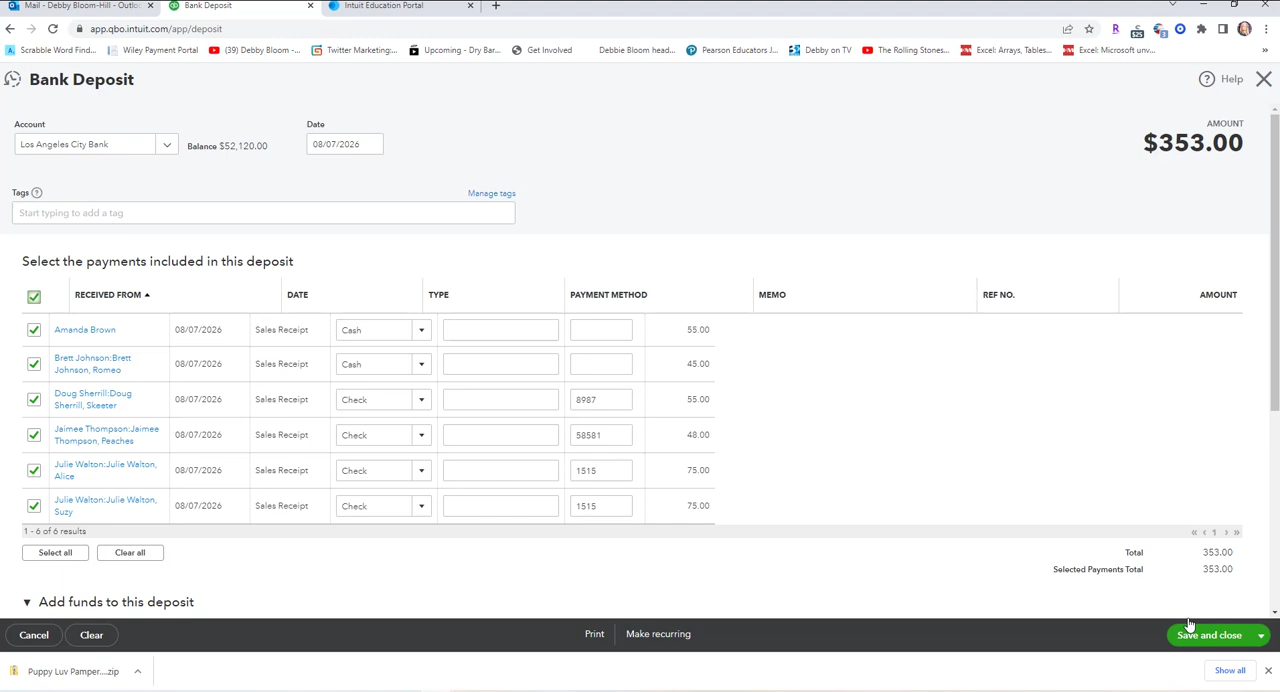 Mail - Debby Bloom-Hill - Outloo
Bank Deposit
Intuit Education Portal
app.qbo.intuit.com/app/deposit
Scrabble Word Find...
Wiley Payment Portal
(39) Debby Bloom -...
Twitter Marketing:...
Upcoming - Dry Bar...
Get Involved
Debbie Bloom head...
Pearson Educators J...
Debby on TV
The Rolling Stones...
Excel: Arrays, Tables...
Excel: Microsoft unv...
Bank Deposit
Help
Account
Date
AMOUNT
Los Angeles City Bank
Balance $52,120.00
08/07/2026
$353.00
Tags
Manage tags
Start typing to add a tag
Select the payments included in this deposit
RECEIVED FROM DATE TYPE PAYMENT METHOD MEMO REF NO. AMOUNT
Amanda Brown 08/07/2026 Sales Receipt Cash 55.00
Brett Johnson:Brett
Johnson, Romeo 08/07/2026 Sales Receipt Cash 45.00
Doug Sherrill:Doug
Sherrill, Skeeter 08/07/2026 Sales Receipt Check 8987 55.00
Jaimee Thompson:Jaimee
Thompson, Peaches 08/07/2026 Sales Receipt Check 58581 48.00
Julie Walton:Julie Walton,
Alice 08/07/2026 Sales Receipt Check 1515 75.00
Julie Walton:Julie Walton,
Suzy 08/07/2026 Sales Receipt Check 1515 75.00
1 - 6 of 6 results
« ‹ 1 › »
Select all
Clear all
Total 353.00
Selected Payments Total 353.00
Add funds to this deposit
Cancel
Clear
Print
Make recurring
Save and close
Puppy Luv Pamper....zip
Show all